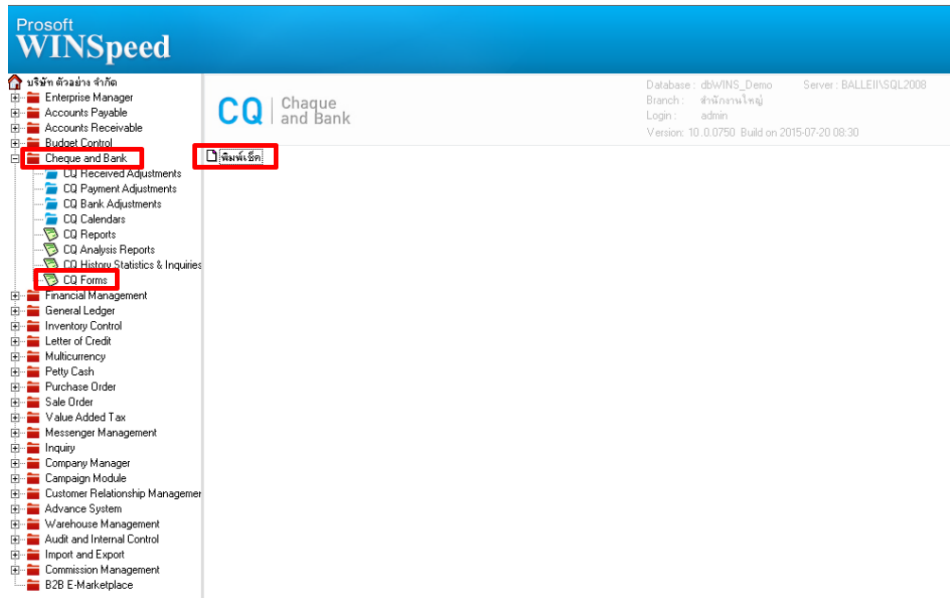 Prosoft
WINSpeed
บริษัท ตัวอย่าง จำกัด
Enterprise Manager
Accounts Payable
Accounts Receivable
Budget Control
Cheque and Bank
CQ Received Adjustments
CQ Payment Adjustments
CQ Bank Adjustments
CQ Calendars
CQ Reports
CQ Analysis Reports
CQ History Statistics & Inquiries
CQ Forms
Financial Management
General Ledger
Inventory Control
Letter of Credit
Multicurrency
Petty Cash
Purchase Order
Sale Order
Value Added Tax
Messenger Management
Inquiry
Company Manager
Campaign Module
Customer Relationship Managemer
Advance System
Warehouse Management
Audit and Internal Control
Import and Export
Commission Management
B2B E-Marketplace
CQ Chaque
and Bank
Database : dbWINS_Demo Server : BALLEII\SQL2008
Branch : สำนักงานใหญ่
Login : admin
Version: 10.0.0750 Build on 2015-07-20 08:30
พิมพ์เช็ค